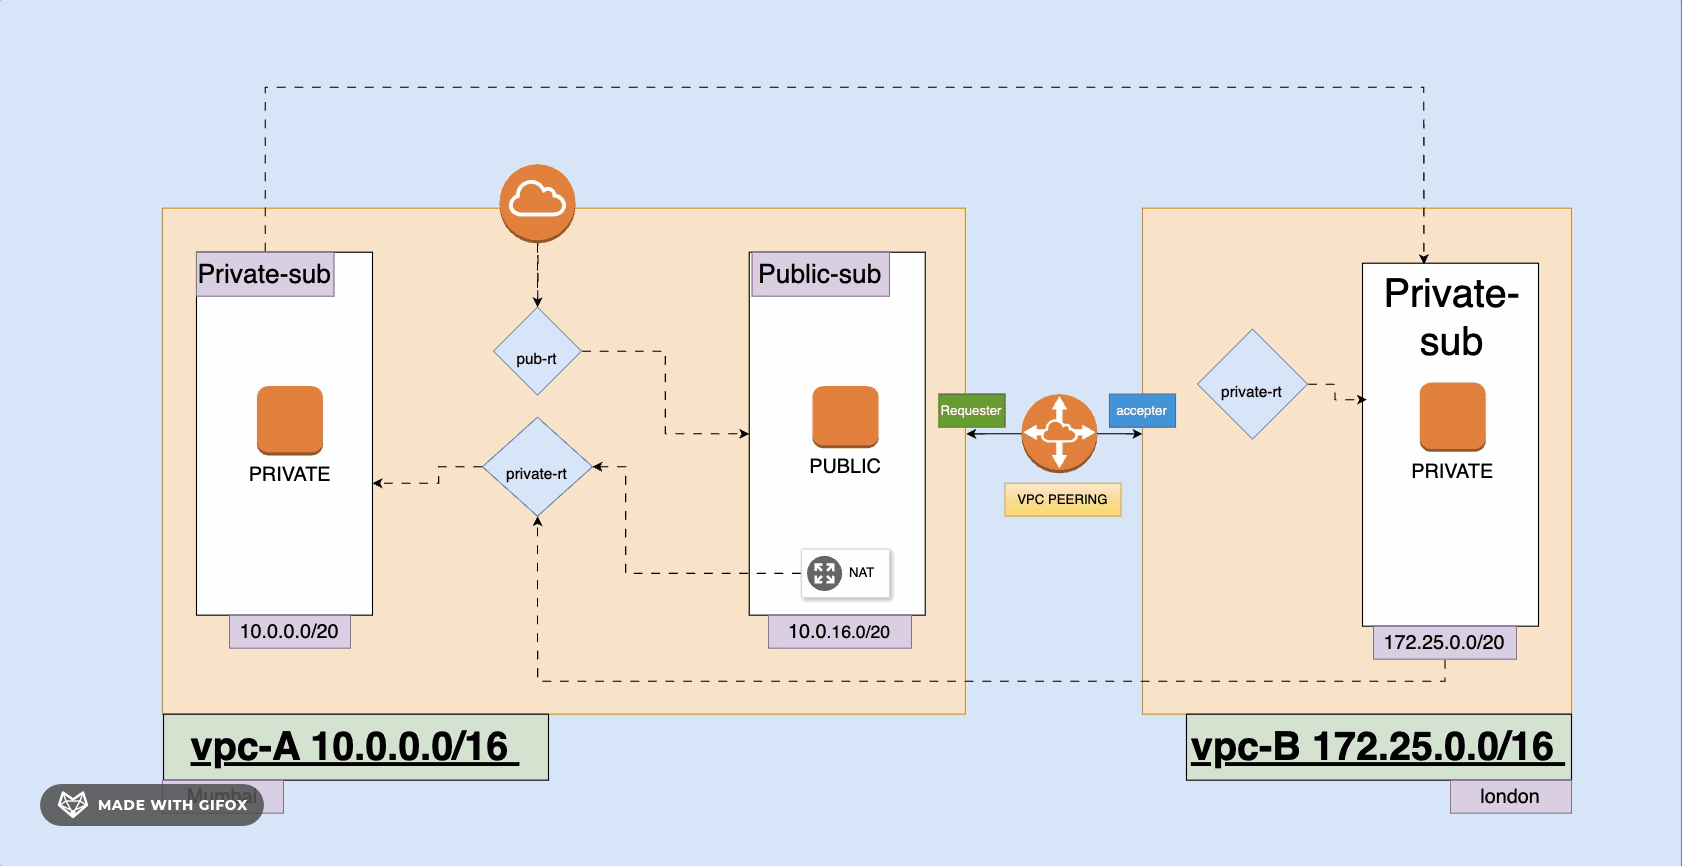 Private-sub
PRIVATE
10.0.0.0/20
pub-rt
private-rt
Public-sub
PUBLIC
NAT
10.0.16.0/20
Requester
accepter
VPC PEERING
private-rt
Private-
sub
PRIVATE
172.25.0.0/20
vpc-A 10.0.0.0/16
Mumbai
vpc-B 172.25.0.0/16
london
MADE WITH GIFOX